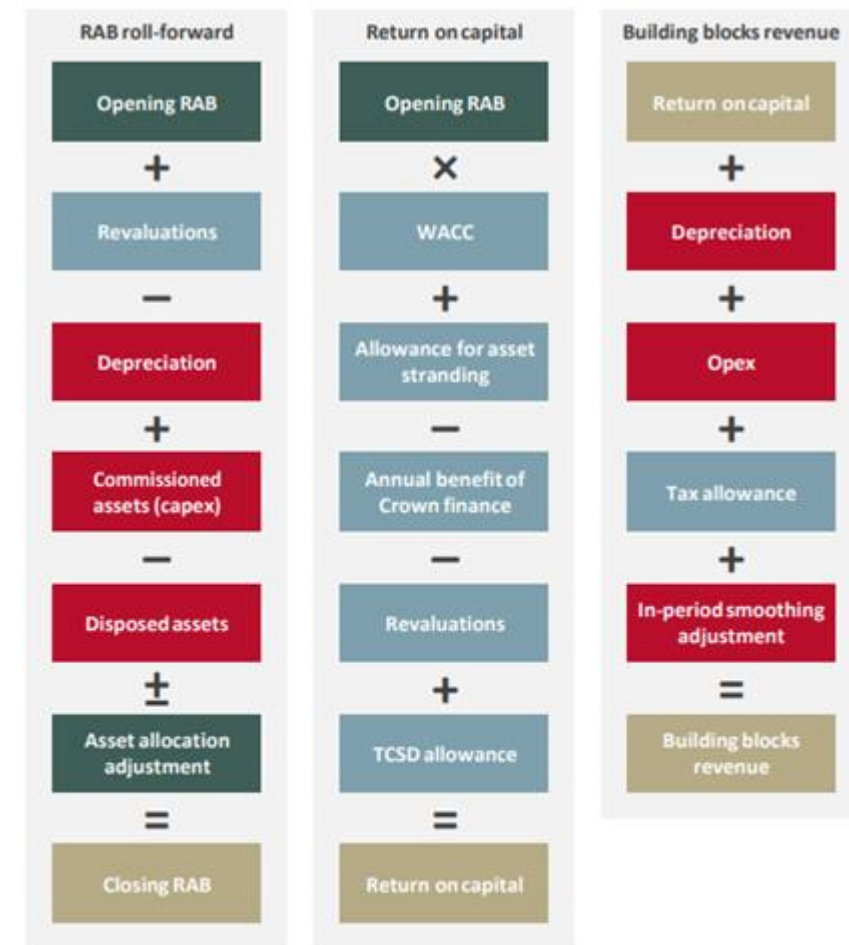 RAB roll-forward
Opening RAB
+
Revaluations
−
Depreciation
+
Commissioned
assets (capex)
−
Disposed assets
±
Asset allocation
adjustment
=
Closing RAB
Return on capital
Opening RAB
×
WACC
+
Allowance for asset
stranding
−
Annual benefit of
Crown finance
−
Revaluations
+
TCSD allowance
=
Return on capital
Building blocks revenue
Return on capital
+
Depreciation
+
Opex
+
Tax allowance
+
In-period smoothing
adjustment
=
Building blocks
revenue